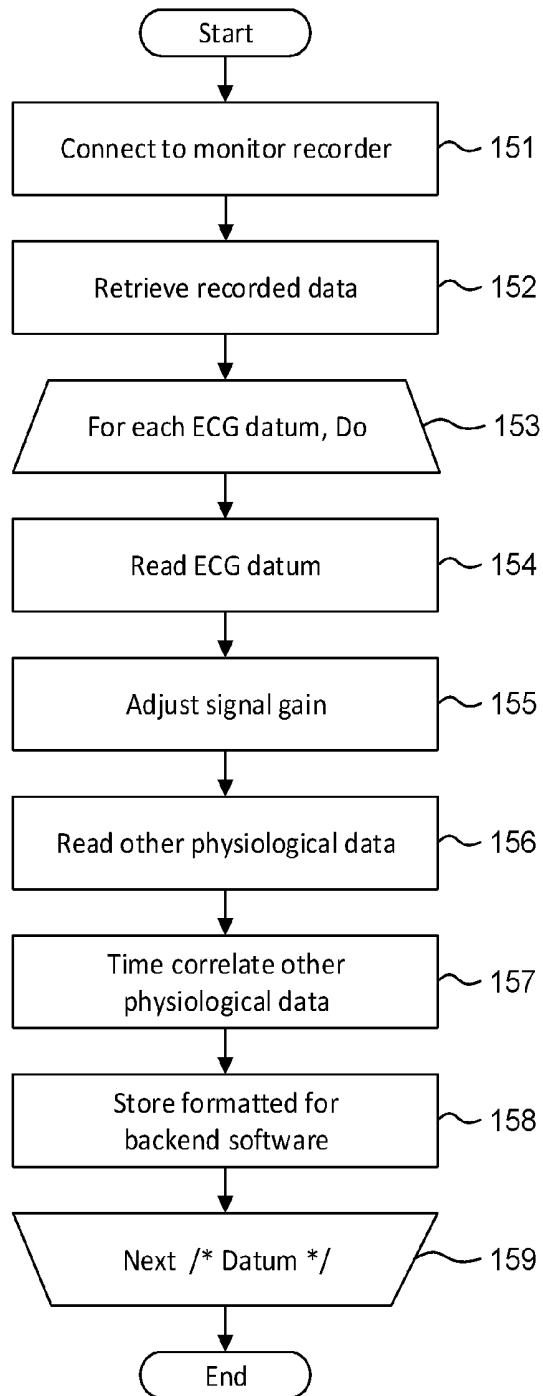 Start
Connect to monitor recorder
151
Retrieve recorded data
152
For each ECG datum, Do
153
Read ECG datum
154
Adjust signal gain
155
Read other physiological data
156
Time correlate other
physiological data
157
Store formatted for
backend software
158
Next /* Datum */
159
End